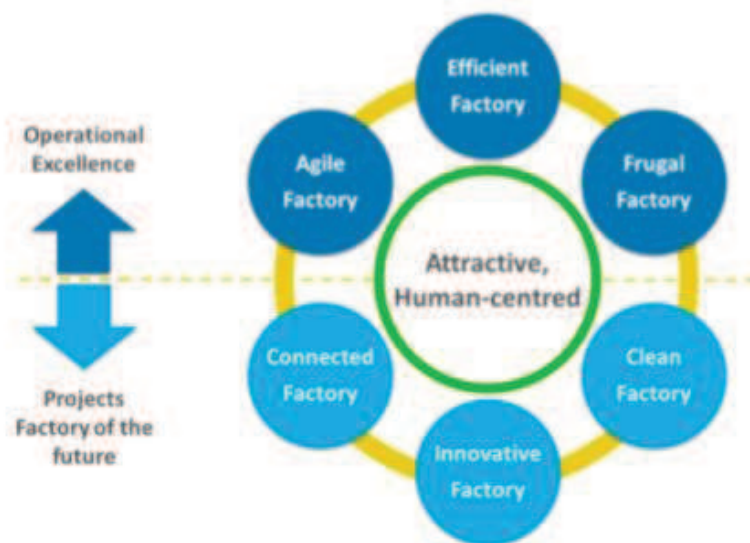 Efficient
Factory
Operational
Excellence
Agile
Factory
Frugal
Factory
Attractive,
Human-centred
Connected
Factory
Clean
Factory
Projects
Factory of the
future
Innovative
Factory